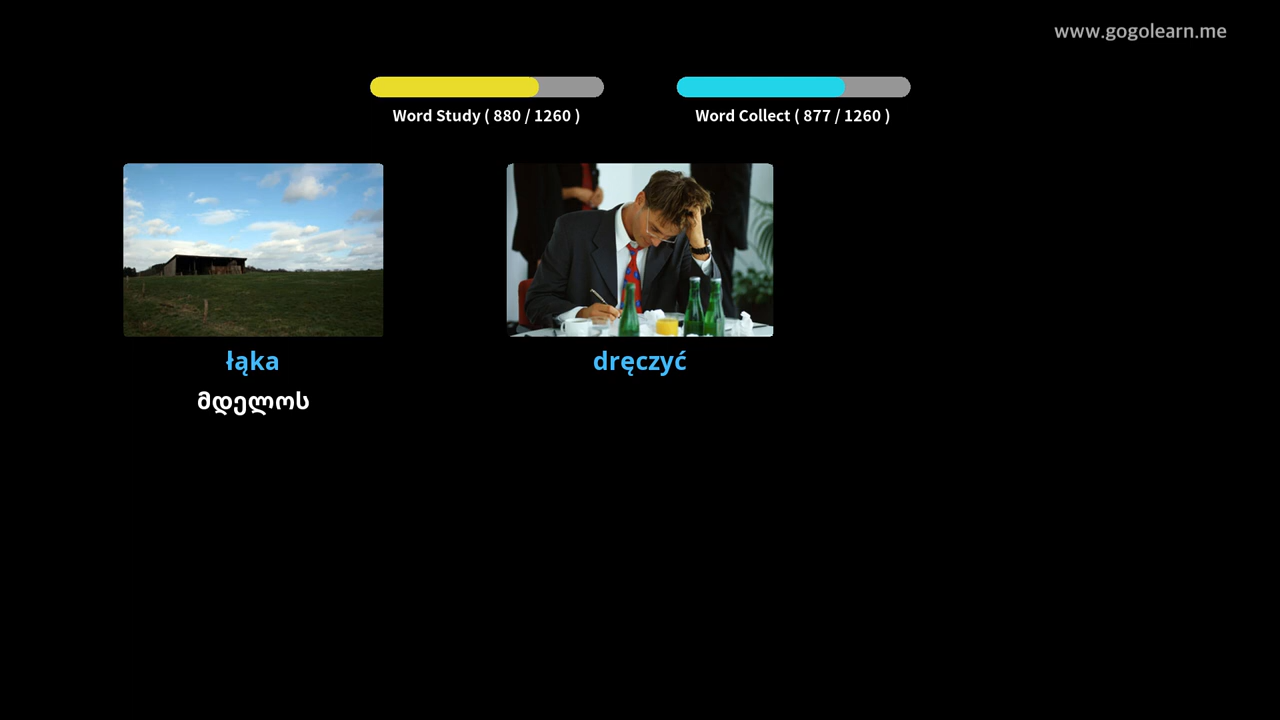 www.gogolearn.me
Word Study ( 880 / 1260 )
Word Collect ( 877 / 1260 )
łąka
dręczyć
მდელოს